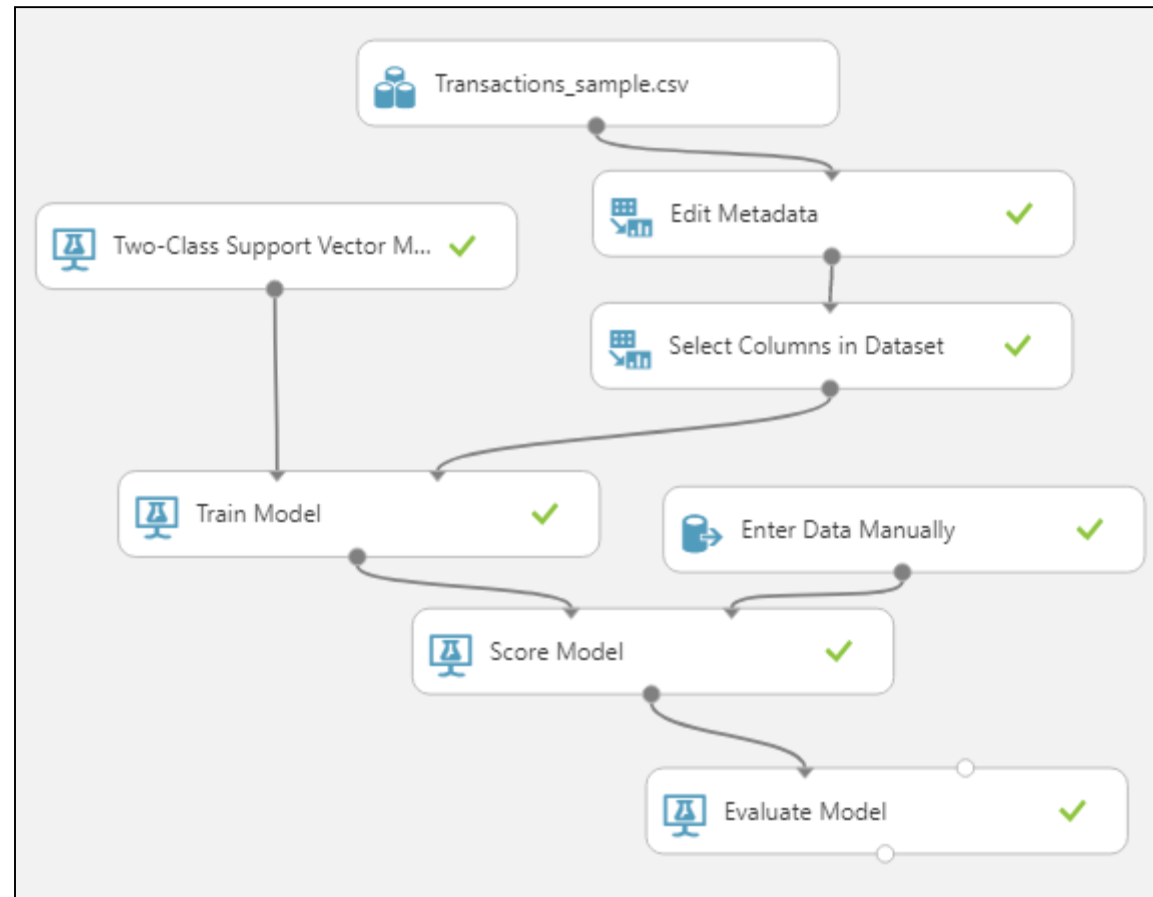 Transactions_sample.csv
Edit Metadata
Two-Class Support Vector M...
Select Columns in Dataset
Train Model
Enter Data Manually
Score Model
Evaluate Model